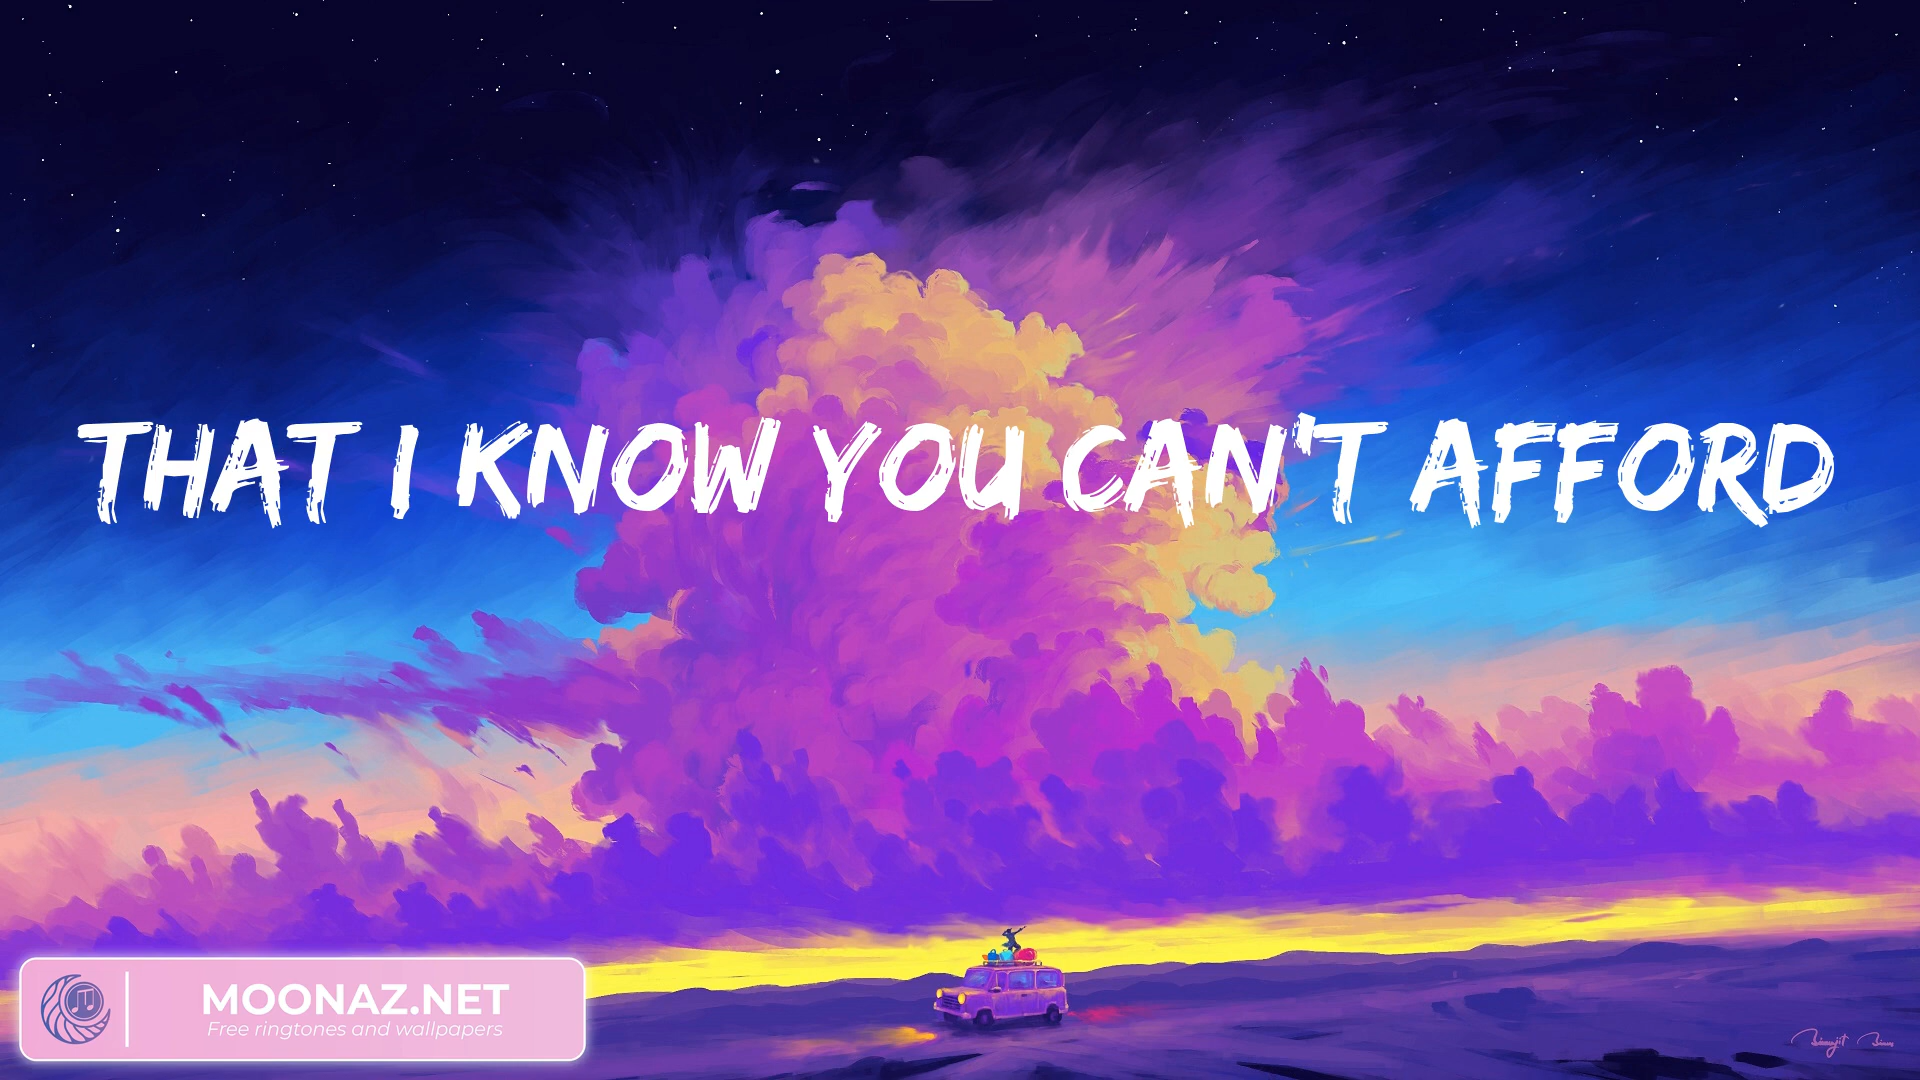 THAT I KNOW YOU CAN'T AFFORD
MOONAZ.NET
Free ringtones and wallpapers